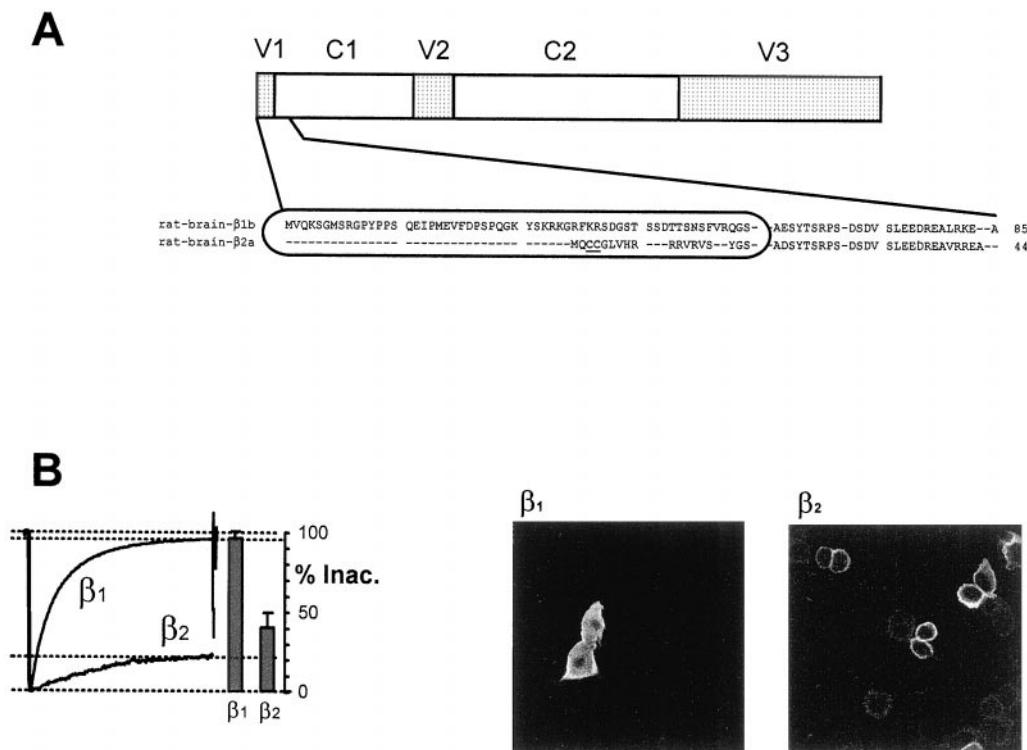 A
V1 C1 V2 C2 V3
rat-brain-β1b MVQKSGMSRGPYPPS QEIPMEVFDPSPQGK YSKRKGRFKRSDGST SSDTTSNSFVRQGS- -AESYTSRPS-DSDV SLEEDREALRKE--A 85
rat-brain-β2a --------------- --------------- ------MQCCGLVHR ---RRVRVS--YGS- -ADSYTSRPS-DSDV SLEEDREAVRREA-- 44
B
β1 β2
100
% Inac.
β1
50
β2
0
β1 β2